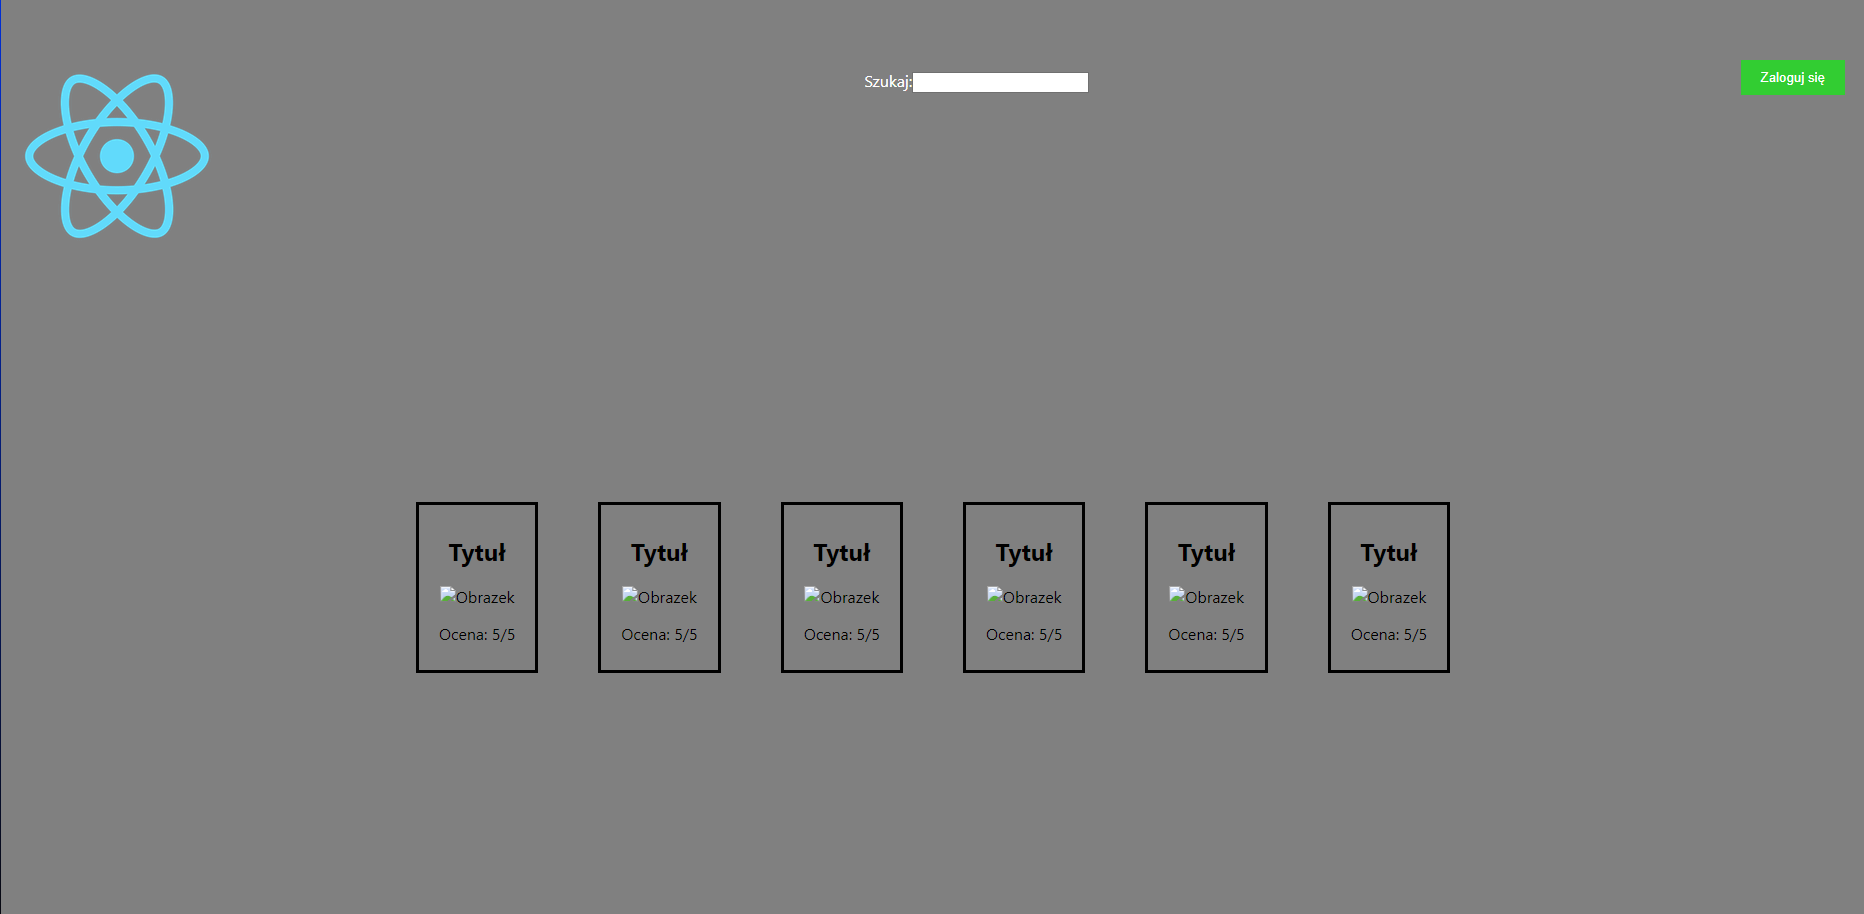 Szukaj:
Zaloguj się
Tytuł Tytuł Tytuł Tytuł Tytuł Tytuł
Obrazek Obrazek Obrazek Obrazek Obrazek Obrazek
Ocena: 5/5 Ocena: 5/5 Ocena: 5/5 Ocena: 5/5 Ocena: 5/5 Ocena: 5/5